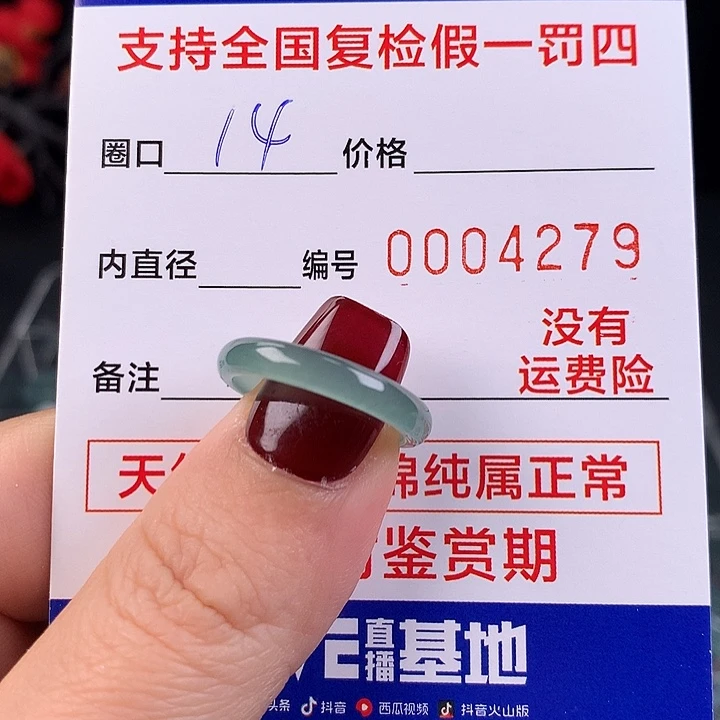 支持全国复检假一罚四
圈口 14 价格
内直径 编号 0004279
没有
备注 运费险
天 棉纯属正常
鉴赏期
直播基地
头条 抖音 西瓜视频 抖音火山版